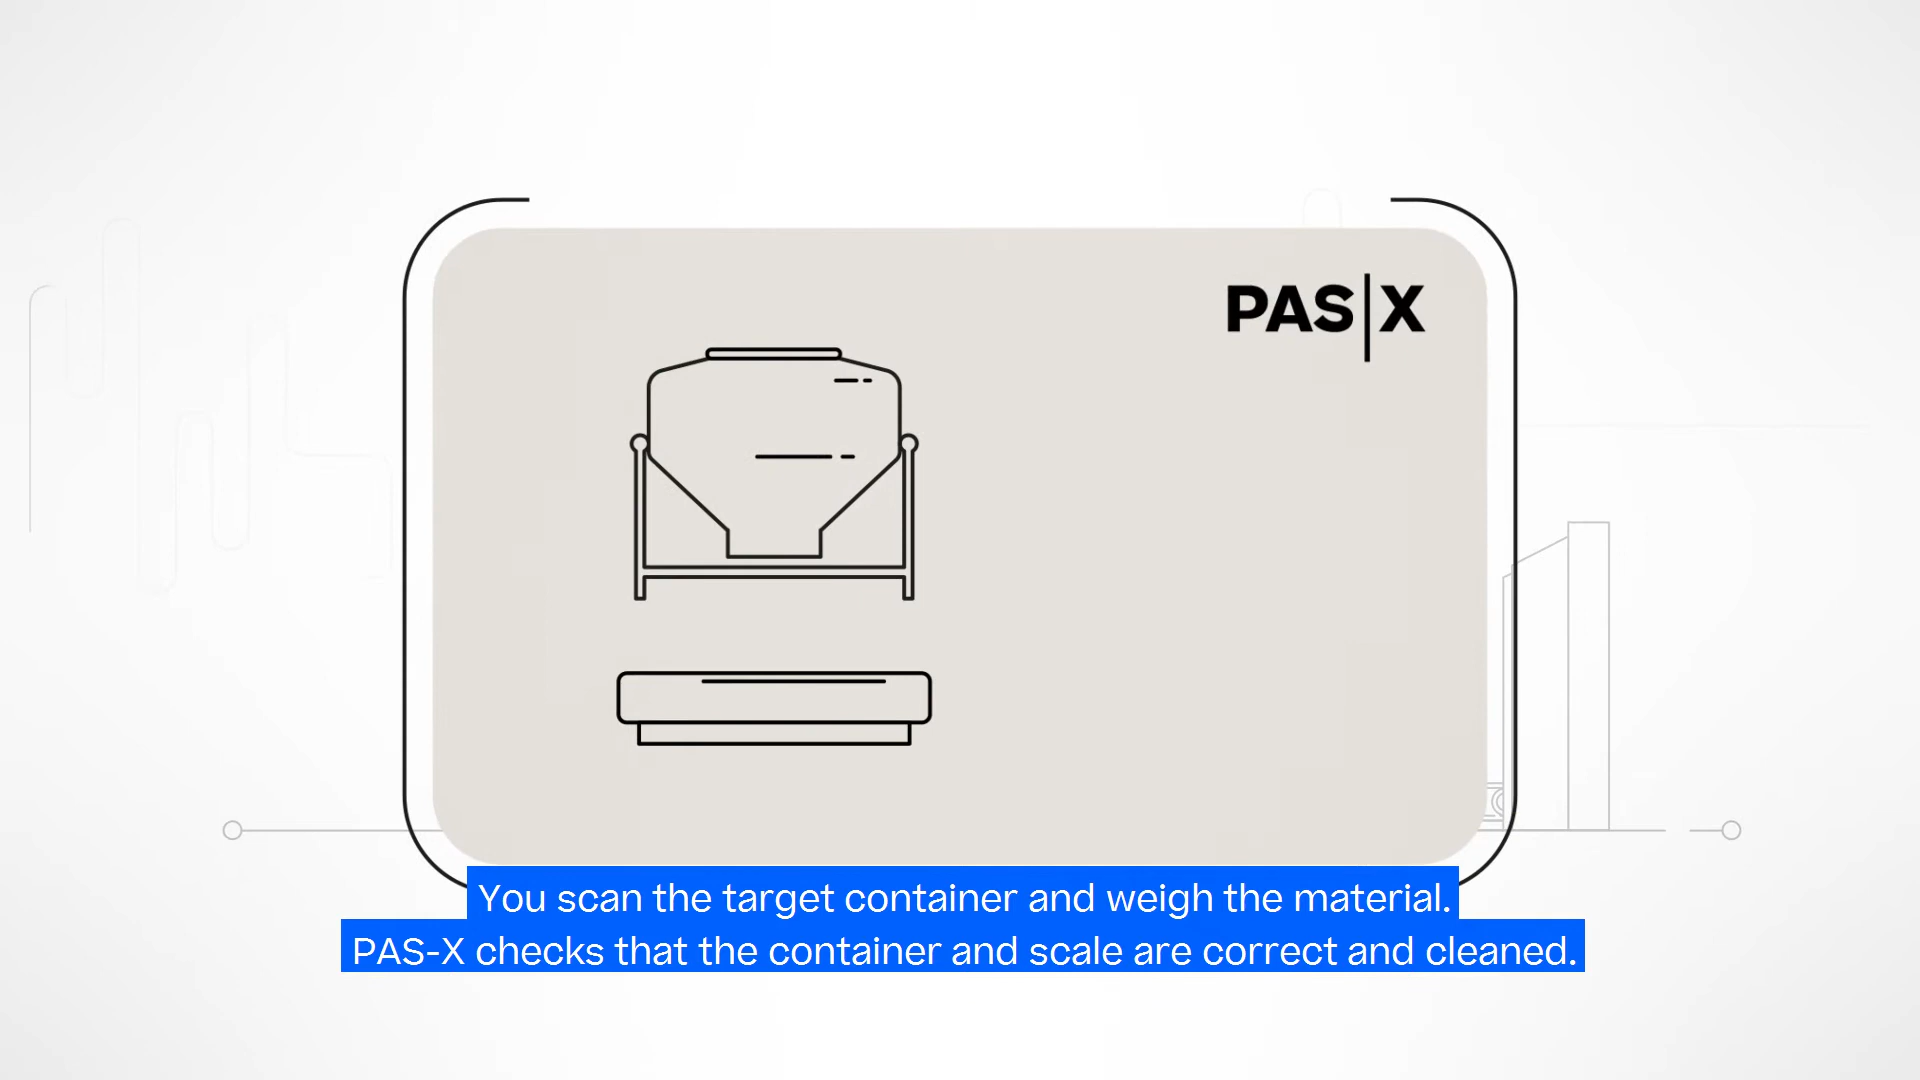 PAS|X
You scan the target container and weigh the material.
PAS-X checks that the container and scale are correct and cleaned.